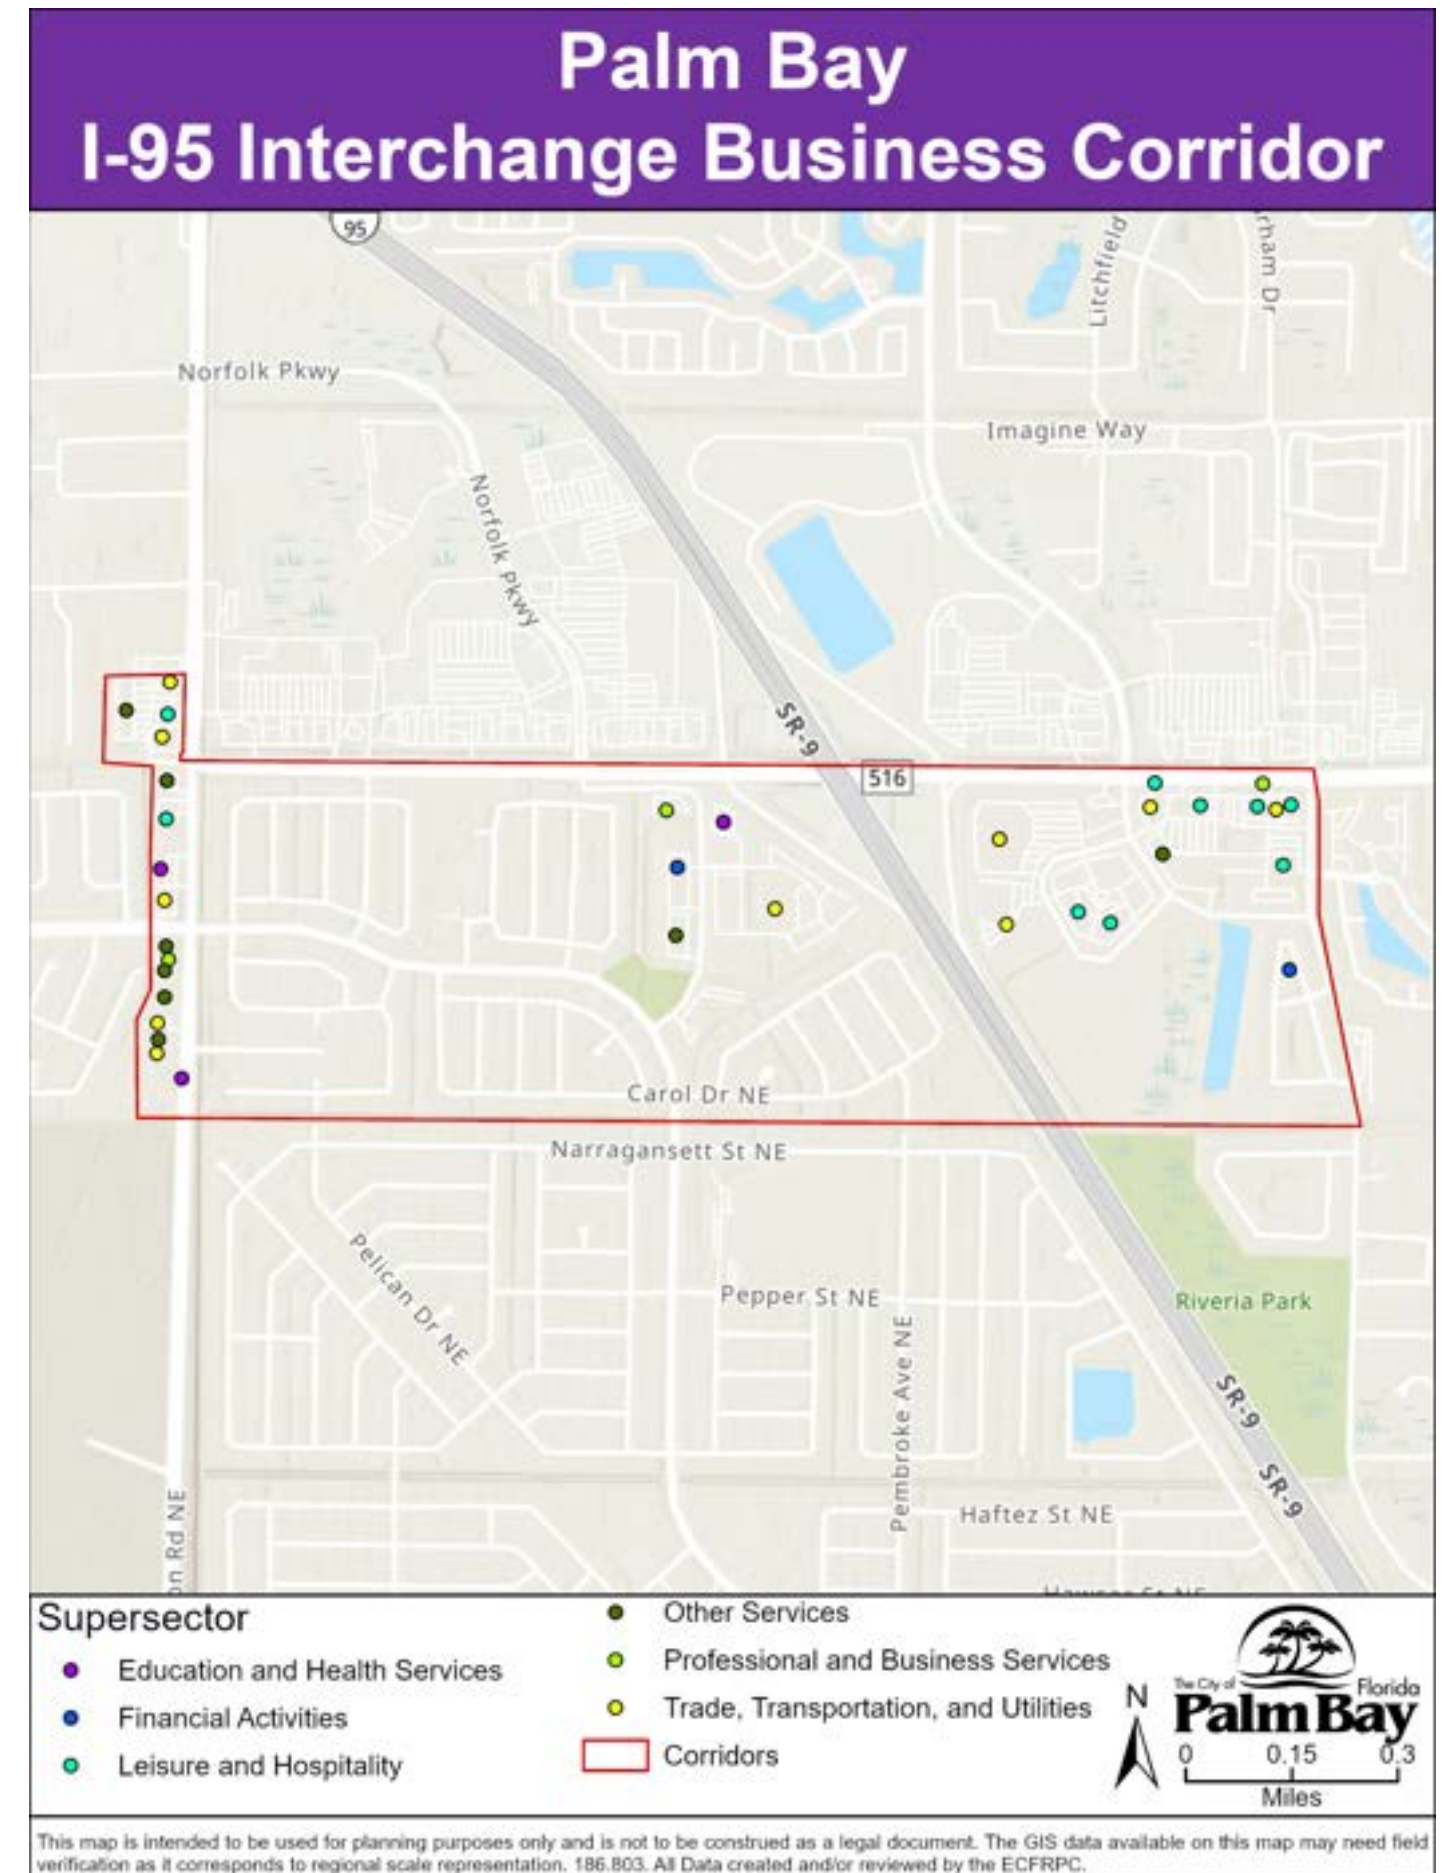 Palm Bay
I-95 Interchange Business Corridor
95
Litchfield
rham Dr
Norfolk Pkwy
Imagine Way
Norfolk Pkwy
SR-9
516
Carol Dr NE
Narragansett St NE
Pelican Dr NE
Pepper St NE
Riveria Park
Pembroke Ave NE
SR-9
SR-9
on Rd NE
Haftez St NE
Supersector
Education and Health Services
Financial Activities
Leisure and Hospitality
Other Services
Professional and Business Services
Trade, Transportation, and Utilities
Corridors
N
The City of
Florida
Palm Bay
0 0.15 0.3
Miles
This map is intended to be used for planning purposes only and is not to be construed as a legal document. The GIS data available on this map may need field
verification as it corresponds to regional scale representation. 186.803. All Data created and/or reviewed by the ECFRPC.